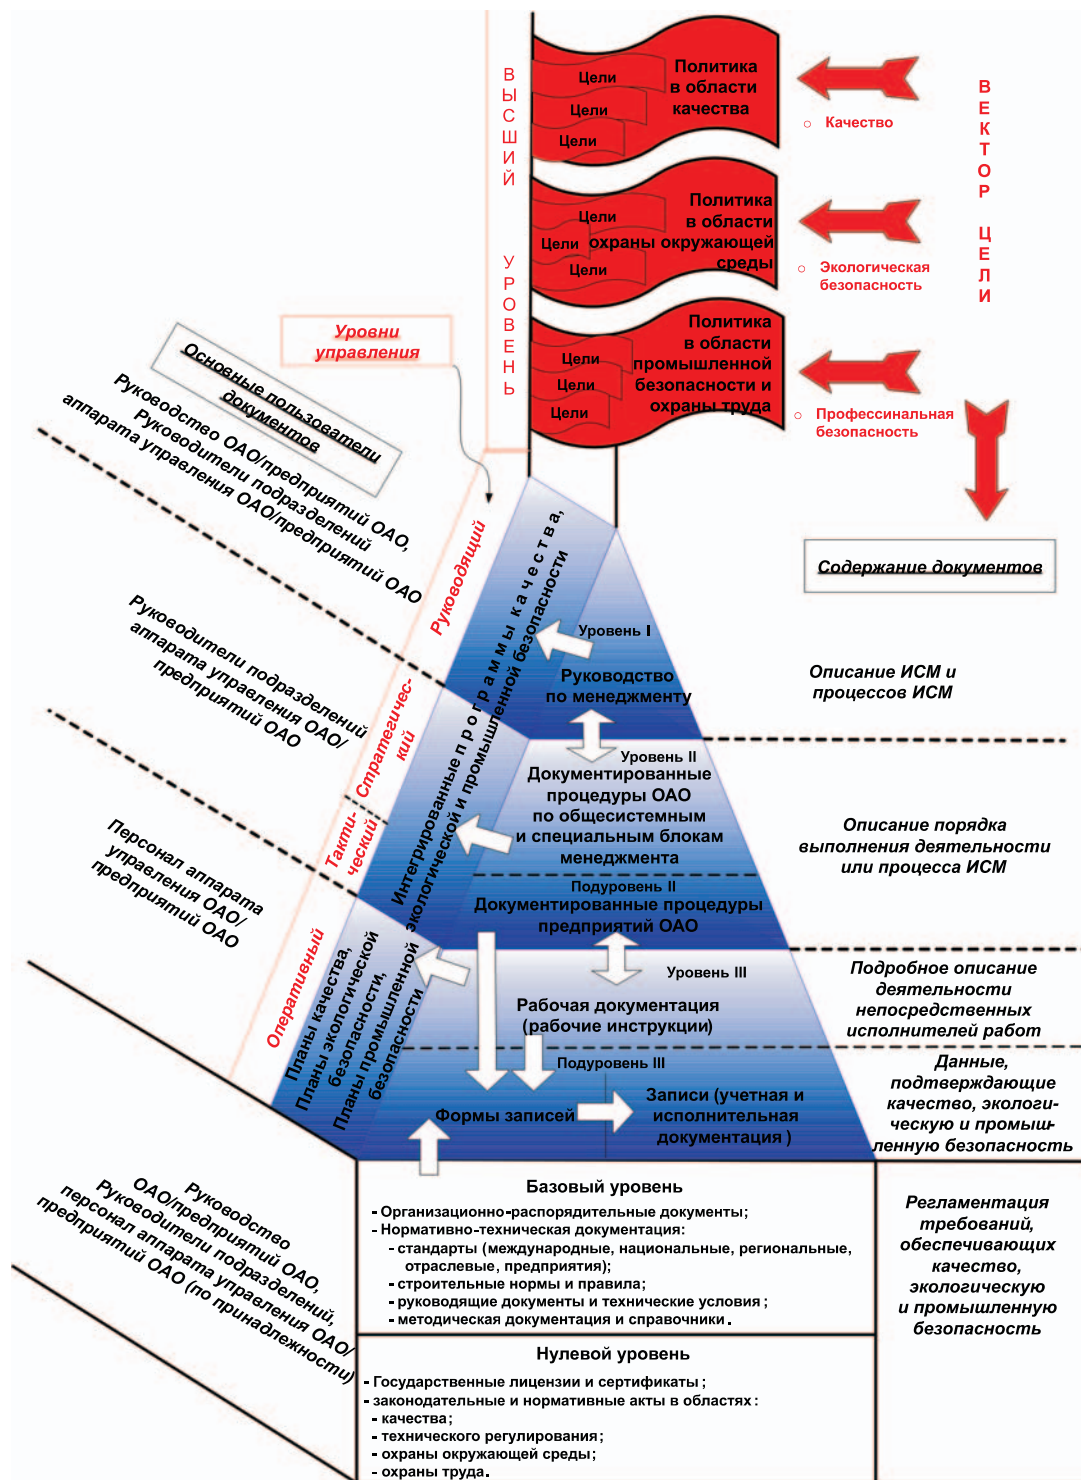 ВЫСШИЙ УРОВЕНЬ
Цели
Цели
Цели
Политика
в области
качества
Качество
Цели
Цели
Цели
Политика
в области
охраны окружающей
среды
Экологическая
безопасность
Цели
Цели
Цели
Политика
в области
промышленной
безопасности и
охраны труда
Профессинальная
безопасность
ВЕКТОР ЦЕЛИ
Уровни
управления
Основные пользователи
документов
Содержание документов
Руководство ОАО/предприятий ОАО,
Руководители подразделений
аппарата управления ОАО/предприятий ОАО
Руководители подразделений
аппарата управления ОАО/
предприятий ОАО
Персонал аппарата
управления ОАО/
предприятий ОАО
Руководство
ОАО/предприятий ОАО,
Руководители подразделений,
персонал аппарата управления ОАО/
предприятий ОАО (по принадлежности)
Руководящий
Стратегичес-
кий
Такти-
ческий
Оперативный
Интегрированные программы качества,
экологической и промышленной безопасности
Планы качества,
Планы экологической
безопасности,
Планы промышленной
безопасности
Уровень I
Руководство
по менеджменту
Уровень II
Документированные
процедуры ОАО
по общесистемным
и специальным блокам
менеджмента
Подуровень II
Документированные процедуры
предприятий ОАО
Уровень III
Рабочая документация
(рабочие инструкции)
Подуровень III
Формы записей
Записи (учетная и
исполнительная
документация )
Описание ИСМ и
процессов ИСМ
Описание порядка
выполнения деятельности
или процесса ИСМ
Подробное описание
деятельности
непосредственных
исполнителей работ
Данные,
подтверждающие
качество, экологи-
ческую и промыш-
ленную безопасность
Регламентация
требований,
обеспечивающих
качество,
экологическую
и промышленную
безопасность
Базовый уровень
- Организационно-распорядительные документы;
- Нормативно-техническая документация:
- стандарты (международные, национальные, региональные,
отраслевые, предприятия);
- строительные нормы и правила;
- руководящие документы и технические условия ;
- методическая документация и справочники .
Нулевой уровень
- Государственные лицензии и сертификаты ;
- законодательные и нормативные акты в областях :
- качества;
- технического регулирования;
- охраны окружающей среды;
- охраны труда.